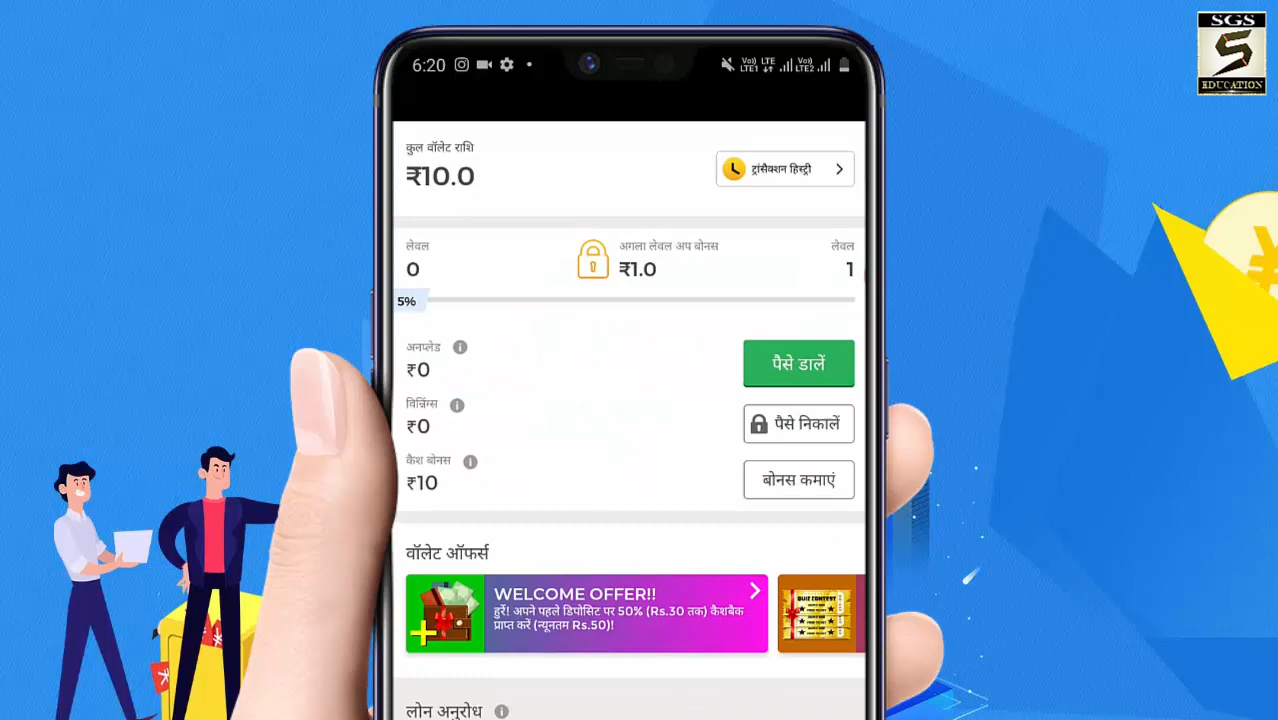 SGS
S
EDUCATION
6:20
Vo)) LTE
LTE1
Vo))
LTE2
कुल वॉलेट राशि
₹10.0
ट्रांसैक्शन हिस्ट्री
लेवल
0
अगला लेवल अप बोनस
₹1.0
लेवल
1
5%
अनप्लेड
₹0
पैसे डालें
विन्निंग्स
₹0
पैसे निकालें
कैश बोनस
₹10
बोनस कमाएं
वॉलेट ऑफर्स
WELCOME OFFER!!
हुर्रे! अपने पहले डिपोसिट पर 50% (Rs.30 तक) कैशबैक
प्राप्त करें (न्यूनतम Rs.50)!
QUIZ CONTEST
लोन अनुरोध